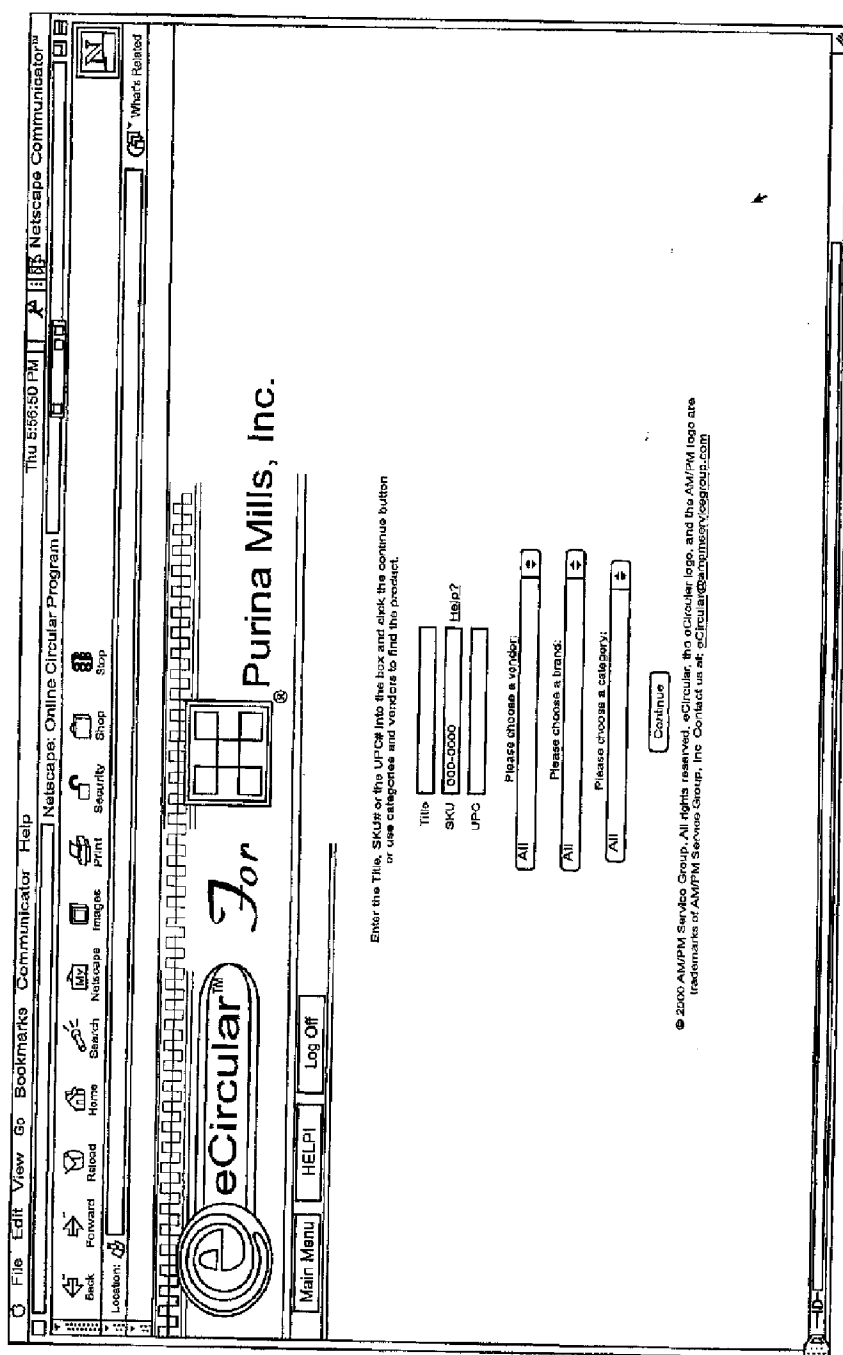 File Edit View Go Bookmarks Communicator Help
Thu 5:56:50 PM Netscape Communicator™
Netscape: Online Circular Program
Back Forward Reload Home Search Netscape Images Print Security Shop Stop
My
N
Location:
What's Related
eCircular™ For Purina Mills, Inc.
®
Main Menu HELP! Log Off
Enter the Title, SKU# or the UPC# into the box and click the continue button
or use categories and vendors to find the product.
Title
SKU 000-0000 Help?
UPC
Please choose a vendor:
All
Please choose a brand:
All
Please choose a category:
All
Continue
© 2000 AM/PM Service Group. All rights reserved, eCircular, the eCircular logo, and the AM/PM logo are
trademarks of AM/PM Service Group, Inc. Contact us at: eCircular@ampmservicegroup.com